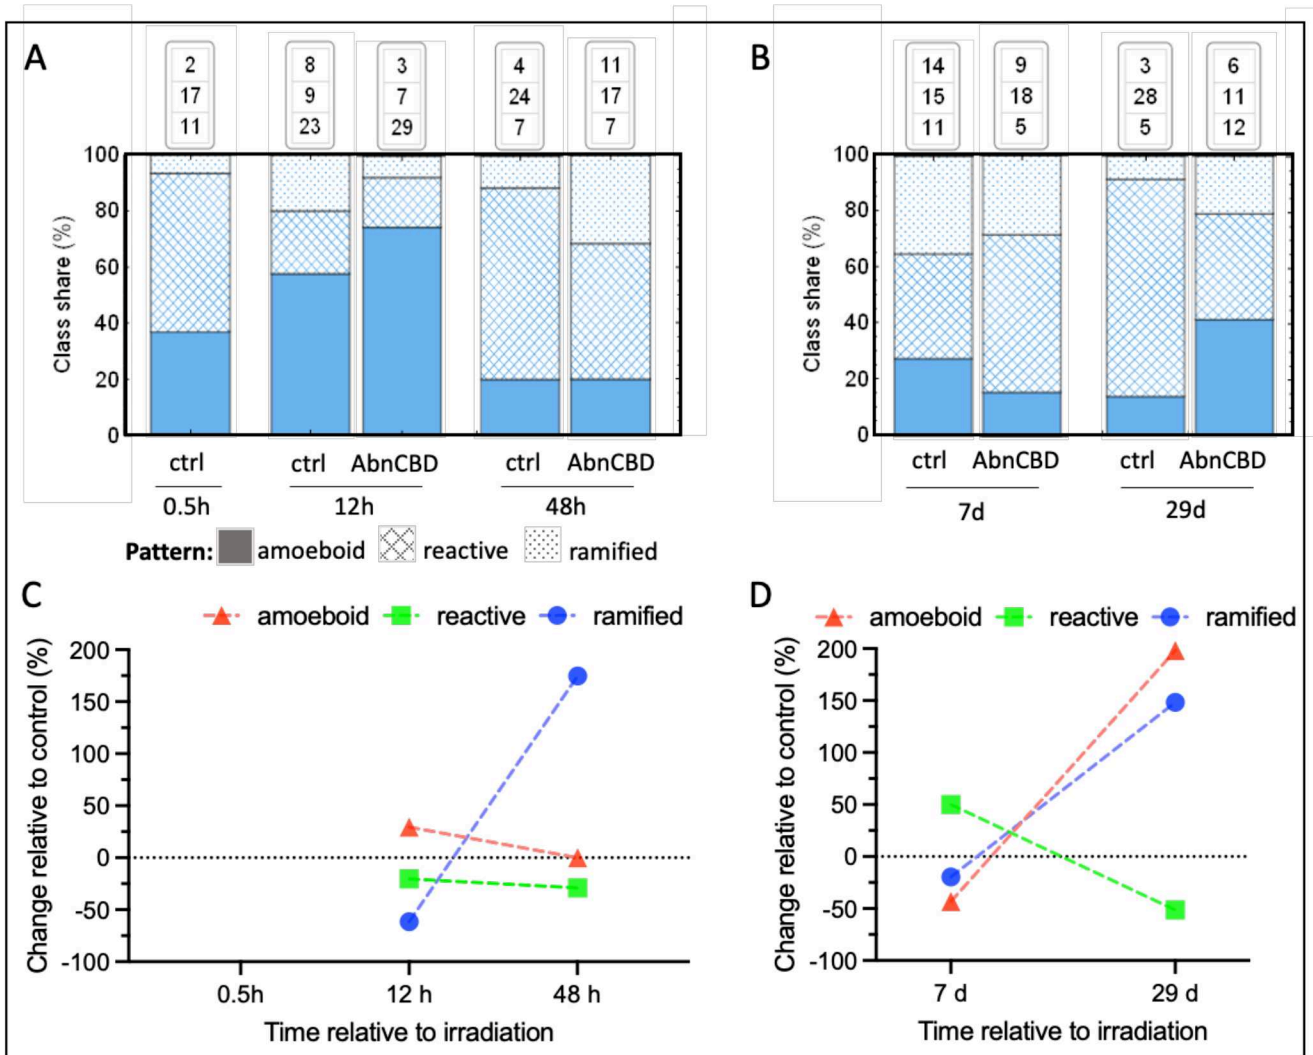 A
2 8 3 4 11
17 9 7 24 17
11 23 29 7 7
Class share (%)
100
80
60
40
20
0
ctrl ctrl AbnCBD ctrl AbnCBD
0.5h 12h 48h
Pattern: amoeboid reactive ramified
B
14 9 3 6
15 18 28 11
11 5 5 12
Class share (%)
100
80
60
40
20
0
ctrl AbnCBD ctrl AbnCBD
7d 29d
C
amoeboid reactive ramified
Change relative to control (%)
200
150
100
50
0
-50
-100
0.5h 12 h 48 h
Time relative to irradiation
D
amoeboid reactive ramified
Change relative to control (%)
200
150
100
50
0
-50
-100
7 d 29 d
Time relative to irradiation